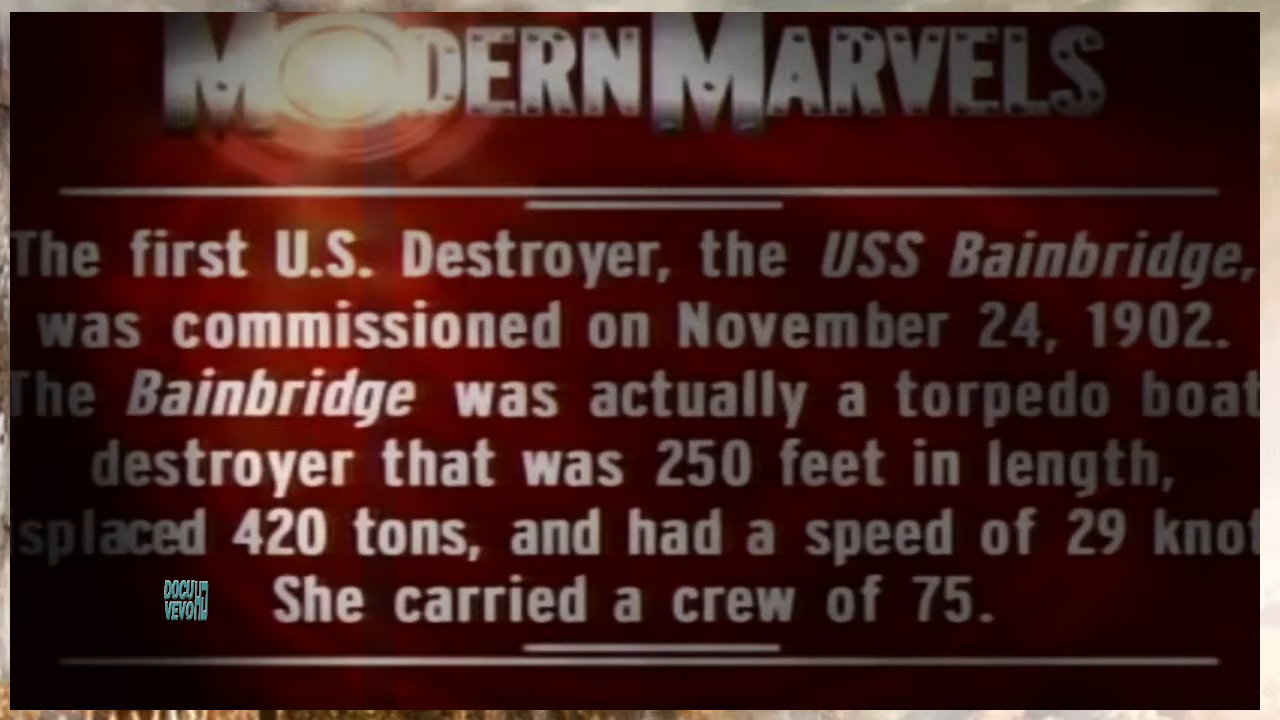 MODERN MARVELS
The first U.S. Destroyer, the USS Bainbridge,
was commissioned on November 24, 1902.
The Bainbridge was actually a torpedo boat
destroyer that was 250 feet in length,
splaced 420 tons, and had a speed of 29 knot
She carried a crew of 75.
DOCU
VEVO